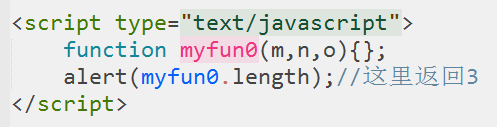 <script type="text/javascript">
function myfun0(m,n,o){};
alert(myfun0.length);//这里返回3
</script>